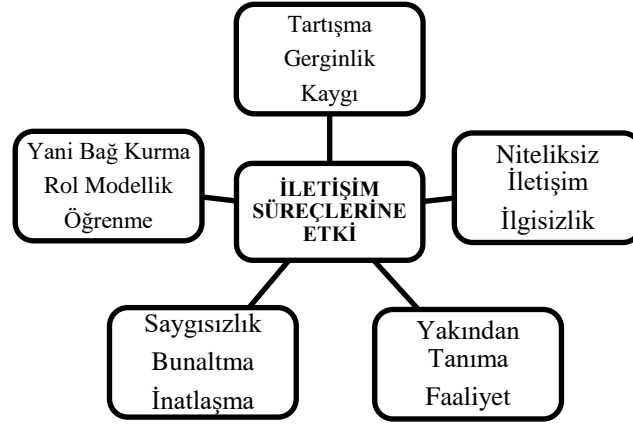 Tartışma
Gerginlik
Kaygı
Yani Bağ Kurma
Rol Modellik
Öğrenme
İLETİŞİM
SÜREÇLERİNE
ETKİ
Niteliksiz
İletişim
İlgisizlik
Saygısızlık
Bunaltma
İnatlaşma
Yakından
Tanıma
Faaliyet